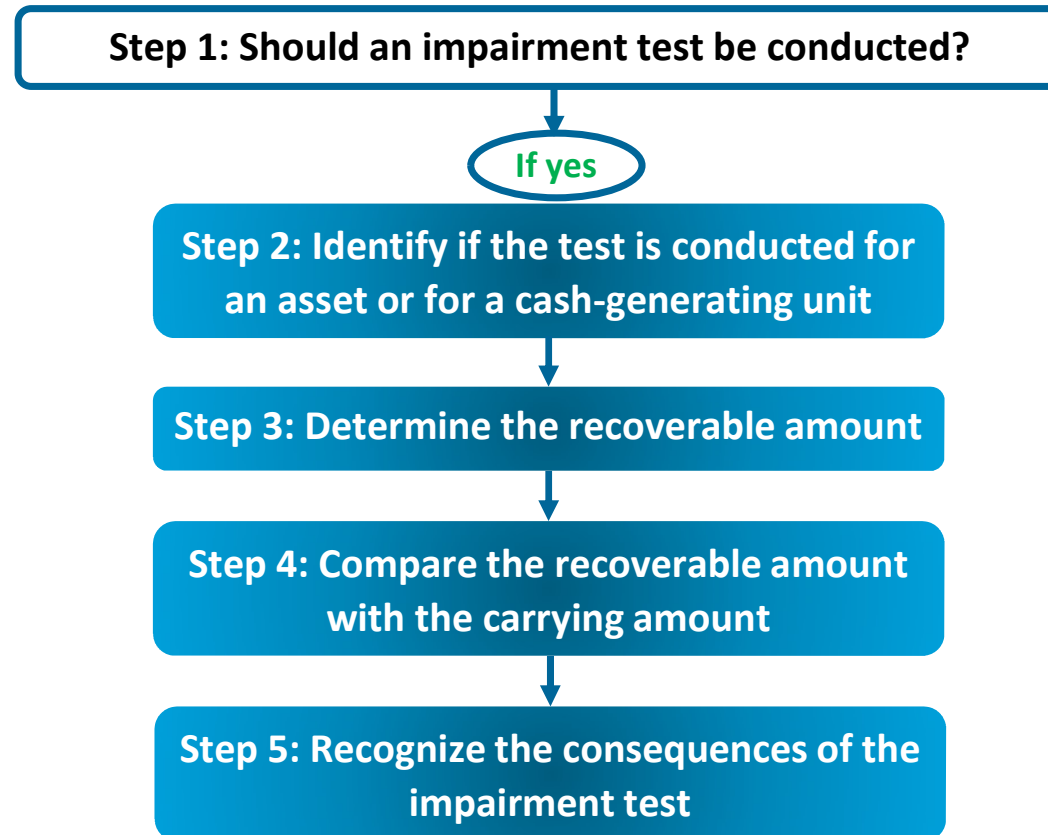 Step 1: Should an impairment test be conducted?
If yes
Step 2: Identify if the test is conducted for
an asset or for a cash-generating unit
Step 3: Determine the recoverable amount
Step 4: Compare the recoverable amount
with the carrying amount
Step 5: Recognize the consequences of the
impairment test